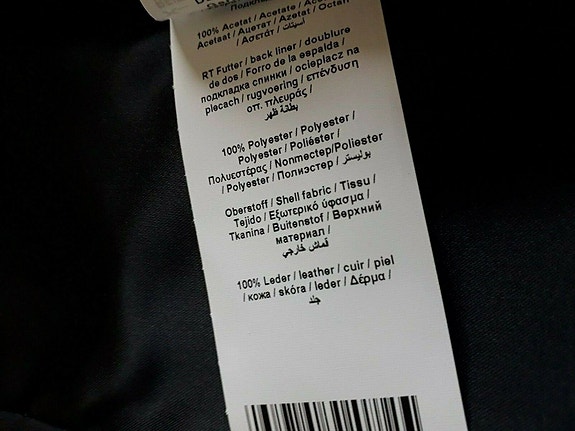 100% Acetat / Acetate /
Acetaat / Ацетат / Azetat / Octan
/ Ασετάτ / أسيتات
RT Futter / back liner / doublure
de dos / Forro de la espalda /
подкладка спинки / ocieplacz na
plecach / rugvoering / επένδυση
οπ. πλευράς /
بطانة ظهر
100% Polyester / Polyester /
Polyester / Poliéster /
Πολυεστέρας / Nonmectep/Poliester
/ Polyester / Полиэстер / بوليستر
Oberstoff / Shell fabric / Tissu /
Tejido / Εξωτερικό ύφασμα /
Tkanina / Buitenstof / Верхний
материал /
قماش خارجي
100% Leder / leather / cuir / piel
/ кожа / skóra / leder / Δέρμα /
جلد